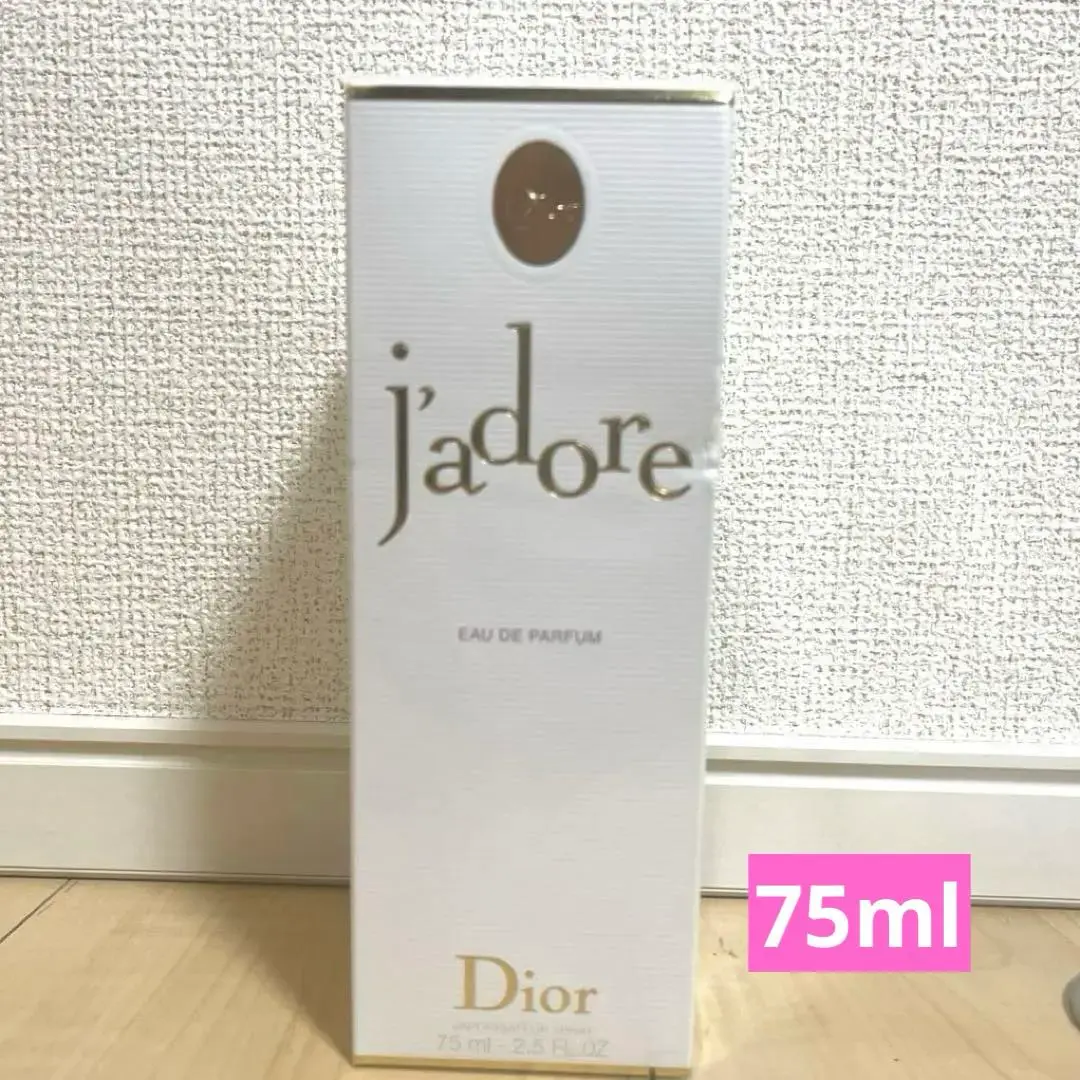 j'adore
EAU DE PARFUM
Dior
75 ml - 2.5 FL.OZ
75ml